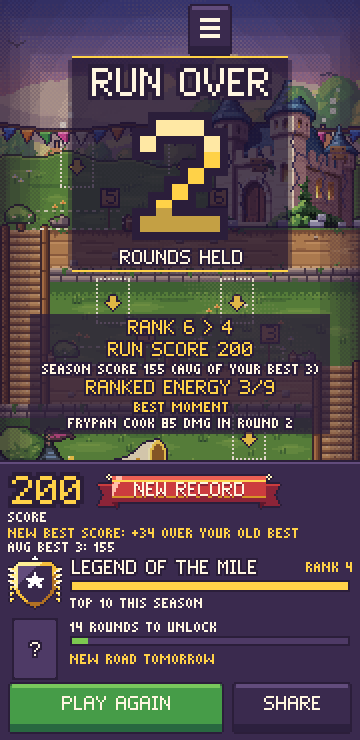 RUN OVER
5
6
2
ROUNDS HELD
3
RANK 6 > 4
RUN SCORE 200
SEASON SCORE 155 (AVG OF YOUR BEST 3)
RANKED ENERGY 3/9
BEST MOMENT
FRYPAN COOK 85 DMG IN ROUND 2
200
NEW RECORD
SCORE
NEW BEST SCORE: +34 OVER YOUR OLD BEST
AVG BEST 3: 155
LEGEND OF THE MILE
RANK 4
TOP 10 THIS SEASON
?
14 ROUNDS TO UNLOCK
NEW ROAD TOMORROW
PLAY AGAIN
SHARE